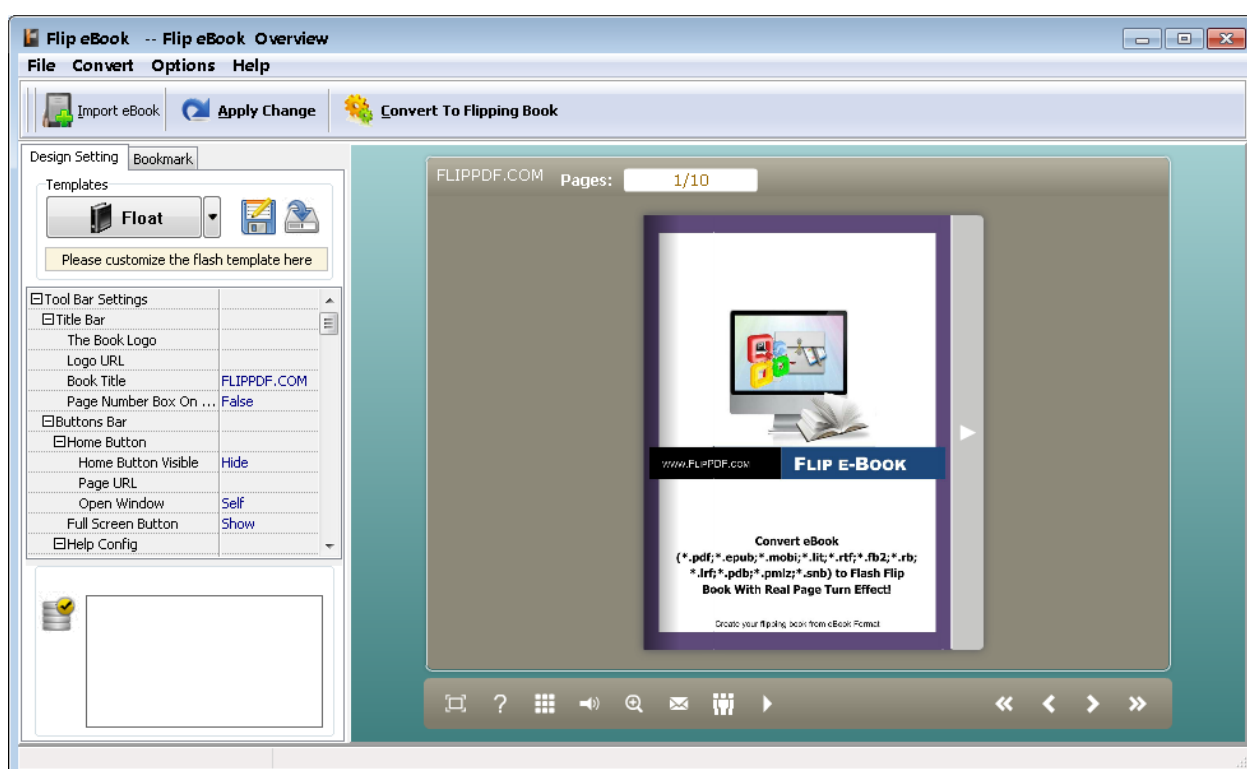 Flip eBook -- Flip eBook Overview
File Convert Options Help
Import eBook Apply Change Convert To Flipping Book
Design Setting Bookmark
Templates
Float
Please customize the flash template here
Tool Bar Settings
Title Bar
The Book Logo
Logo URL
Book Title FLIPPDF.COM
Page Number Box On ... False
Buttons Bar
Home Button
Home Button Visible Hide
Page URL
Open Window Self
Full Screen Button Show
Help Config
FLIPPDF.COM Pages: 1/10
www.FlipPDF.com Flip e-Book
Convert eBook
(*.pdf;*.epub;*.mobi;*.lit;*.rtf;*.fb2;*.rb;
*.lrf;*.pdb;*.pmlz;*.snb) to Flash Flip
Book With Real Page Turn Effect!
Create your flipping book from eBook Format